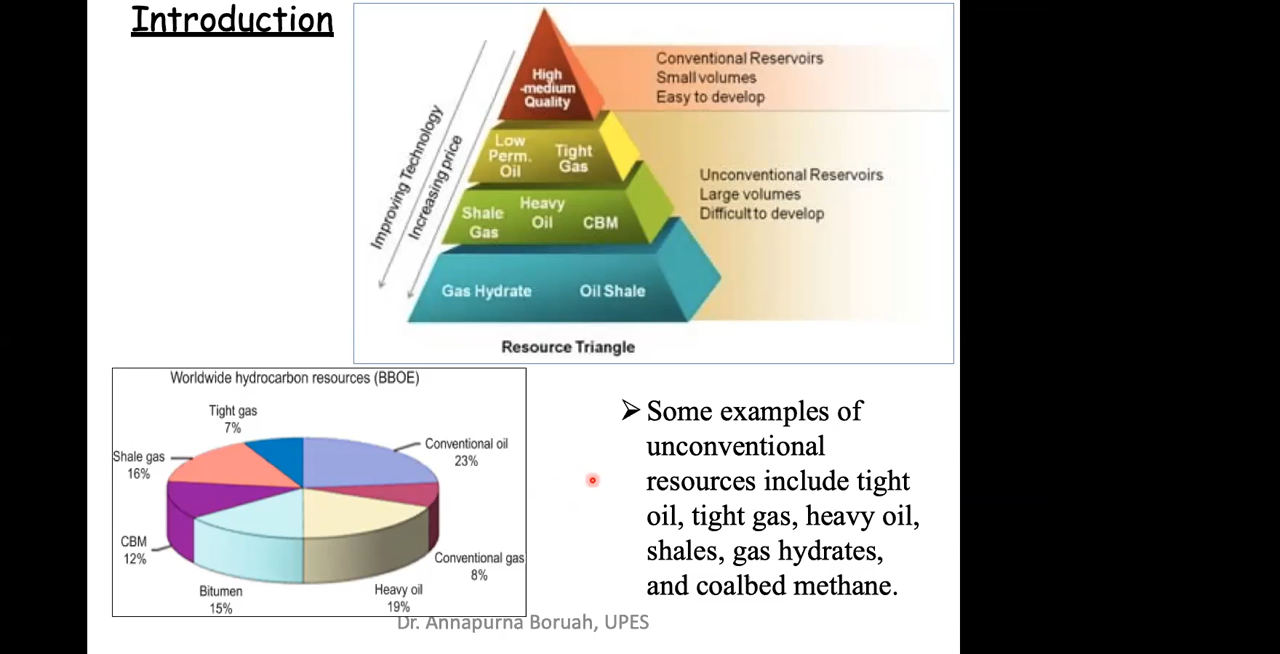 Introduction
High
-medium
Quality
Low
Perm.
Oil
Tight
Gas
Shale
Gas
Heavy
Oil
CBM
Gas Hydrate
Oil Shale
Improving Technology
Increasing price
Conventional Reservoirs
Small volumes
Easy to develop
Unconventional Reservoirs
Large volumes
Difficult to develop
Resource Triangle
Worldwide hydrocarbon resources (BBOE)
Tight gas
7%
Conventional oil
23%
Shale gas
16%
CBM
12%
Conventional gas
8%
Bitumen
15%
Heavy oil
19%
➢ Some examples of
unconventional
resources include tight
oil, tight gas, heavy oil,
shales, gas hydrates,
and coalbed methane.
Dr. Annapurna Boruah, UPES